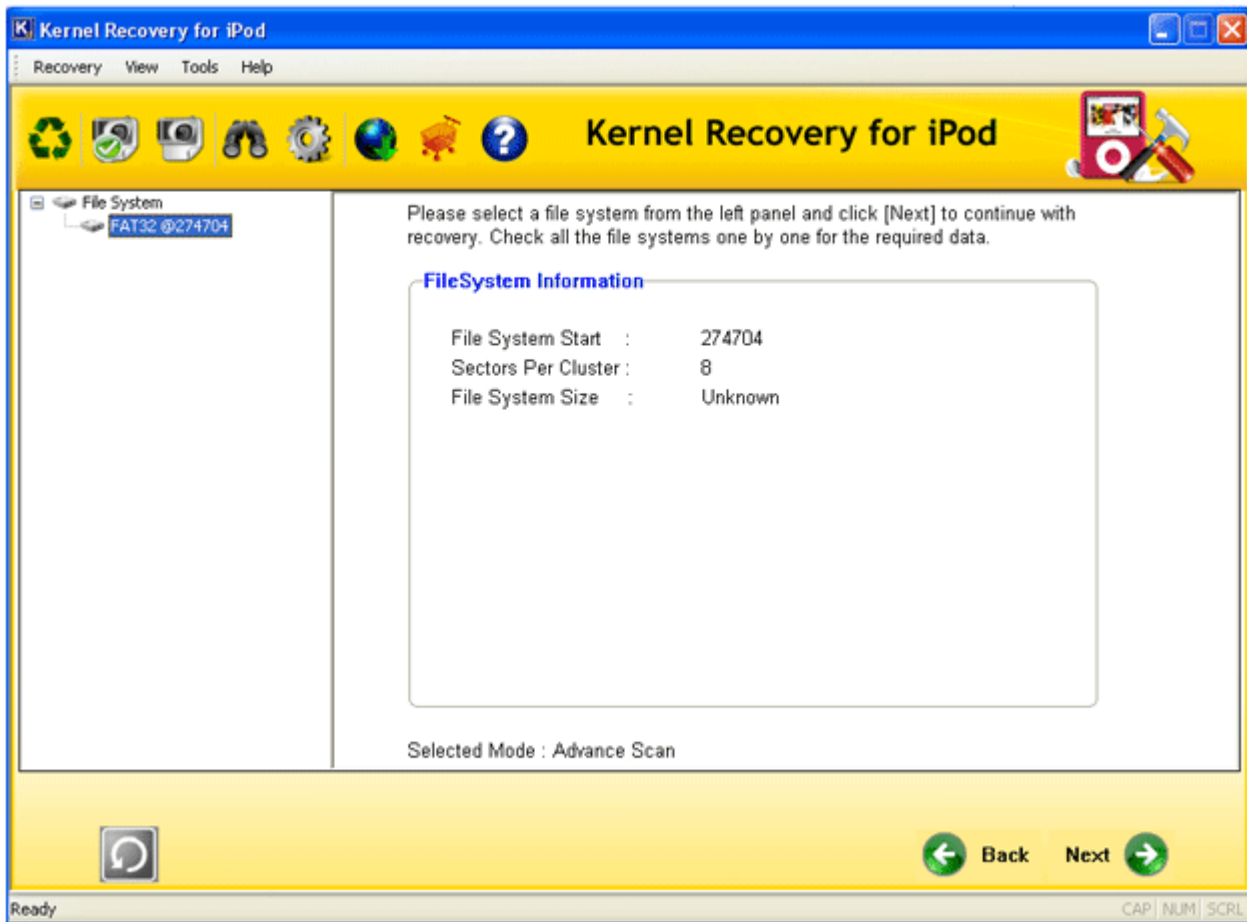 Kernel Recovery for iPod
Recovery View Tools Help
Kernel Recovery for iPod
File System
FAT32 @274704
Please select a file system from the left panel and click [Next] to continue with
recovery. Check all the file systems one by one for the required data.
FileSystem Information
File System Start : 274704
Sectors Per Cluster : 8
File System Size : Unknown
Selected Mode : Advance Scan
Back Next
Ready CAP NUM SCRL